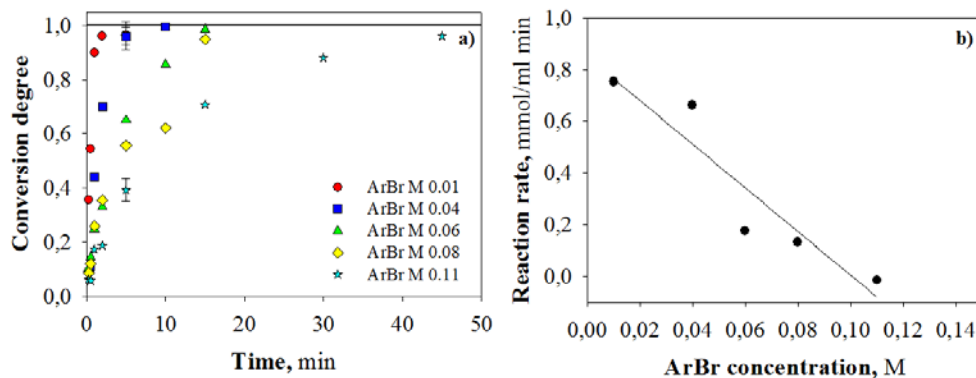 a)
1,0
0,8
0,6
0,4
0,2
0,0
Conversion degree
ArBr M 0.01
ArBr M 0.04
ArBr M 0.06
ArBr M 0.08
ArBr M 0.11
0 10 20 30 40 50
Time, min
b)
1,0
0,8
0,6
0,4
0,2
0,0
Reaction rate, mmol/ml min
0,00 0,02 0,04 0,06 0,08 0,10 0,12 0,14
ArBr concentration, M